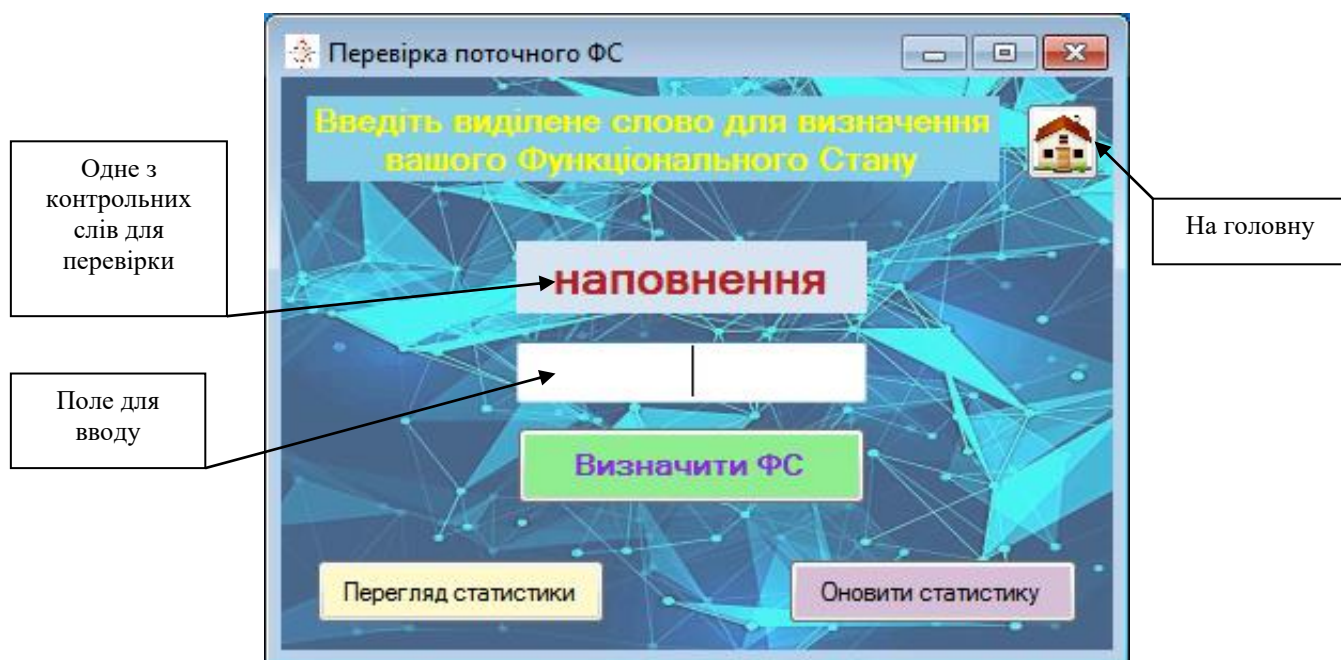 Перевірка поточного ФС
Введіть виділене слово для визначення
вашого Функціонального Стану
Одне з
контрольних
слів для
перевірки
На головну
наповнення
Поле для
вводу
Визначити ФС
Перегляд статистики
Оновити статистику